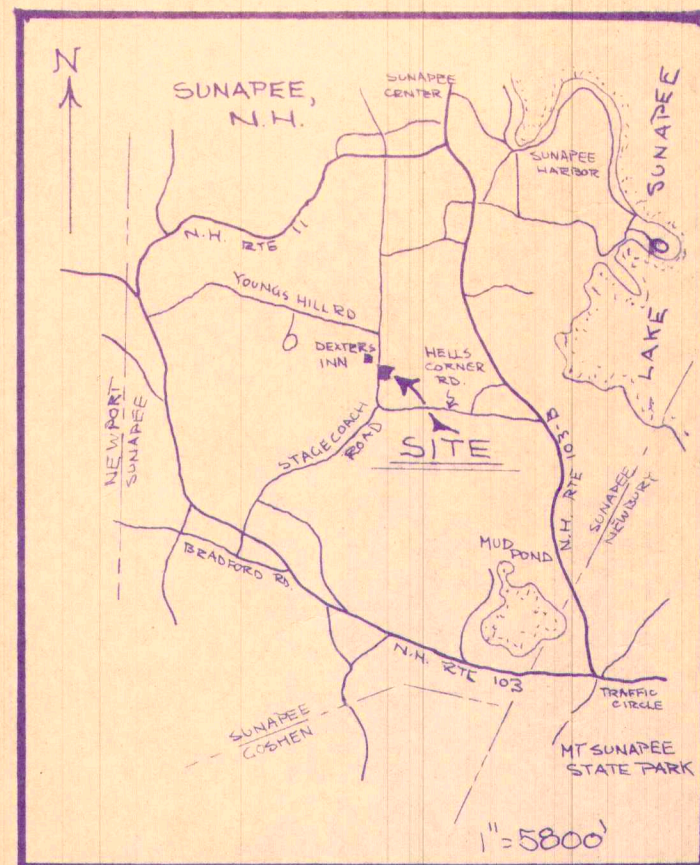 N
SUNAPEE,
N.H.
SUNAPEE
CENTER
SUNAPEE
HARBOR
LAKE SUNAPEE
N.H. RTE 11
YOUNGS HILL RD
DEXTERS
INN
HELLS
CORNER
RD.
SITE
STAGECOACH
ROAD
NEWPORT
SUNAPEE
N.H. RTE 103-B
SUNAPEE
NEWBURY
MUD
POND
BRADFORD RD.
N.H. RTE 103
TRAFFIC
CIRCLE
SUNAPEE
GOSHEN
MT SUNAPEE
STATE PARK
1"=5800'